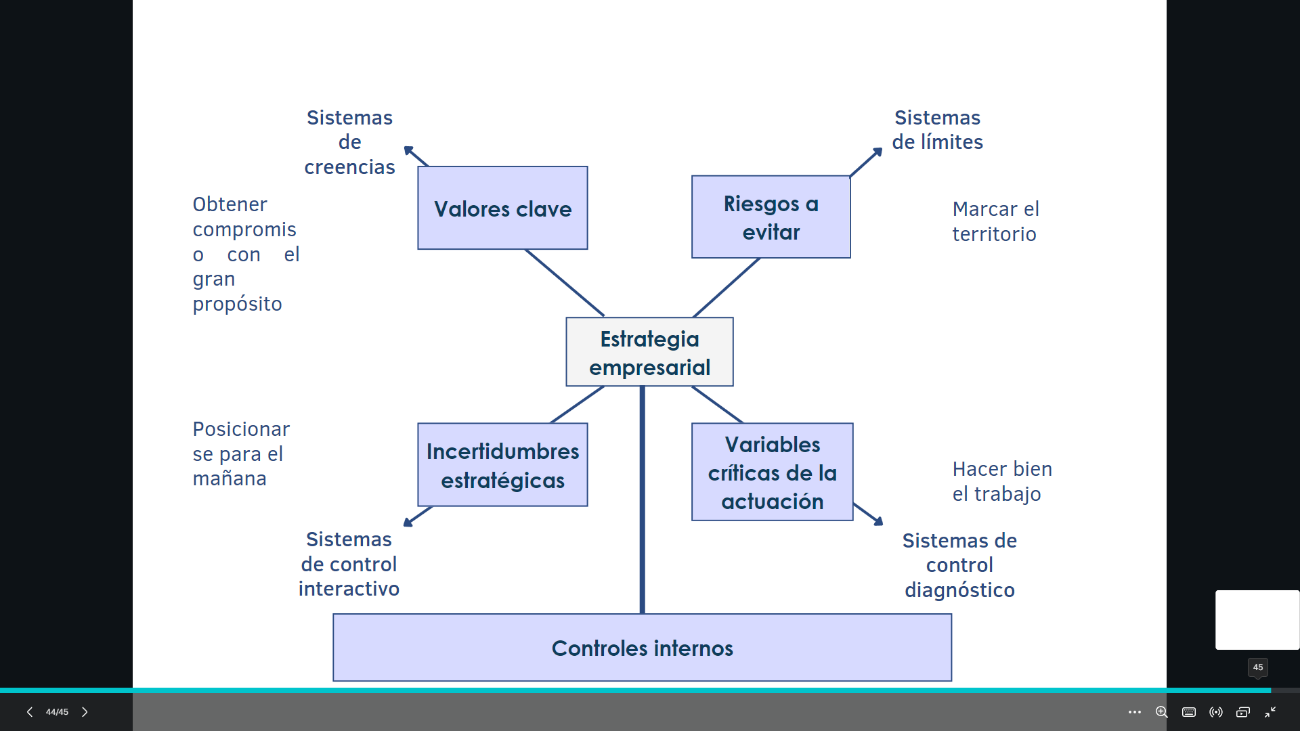 Sistemas
de
creencias
Sistemas
de límites
Valores clave
Riesgos a
evitar
Obtener
compromis
o con el
gran
propósito
Marcar el
territorio
Estrategia
empresarial
Posicionar
se para el
mañana
Incertidumbres
estratégicas
Variables
críticas de la
actuación
Hacer bien
el trabajo
Sistemas
de control
interactivo
Sistemas de
control
diagnóstico
Controles internos
45
44/45